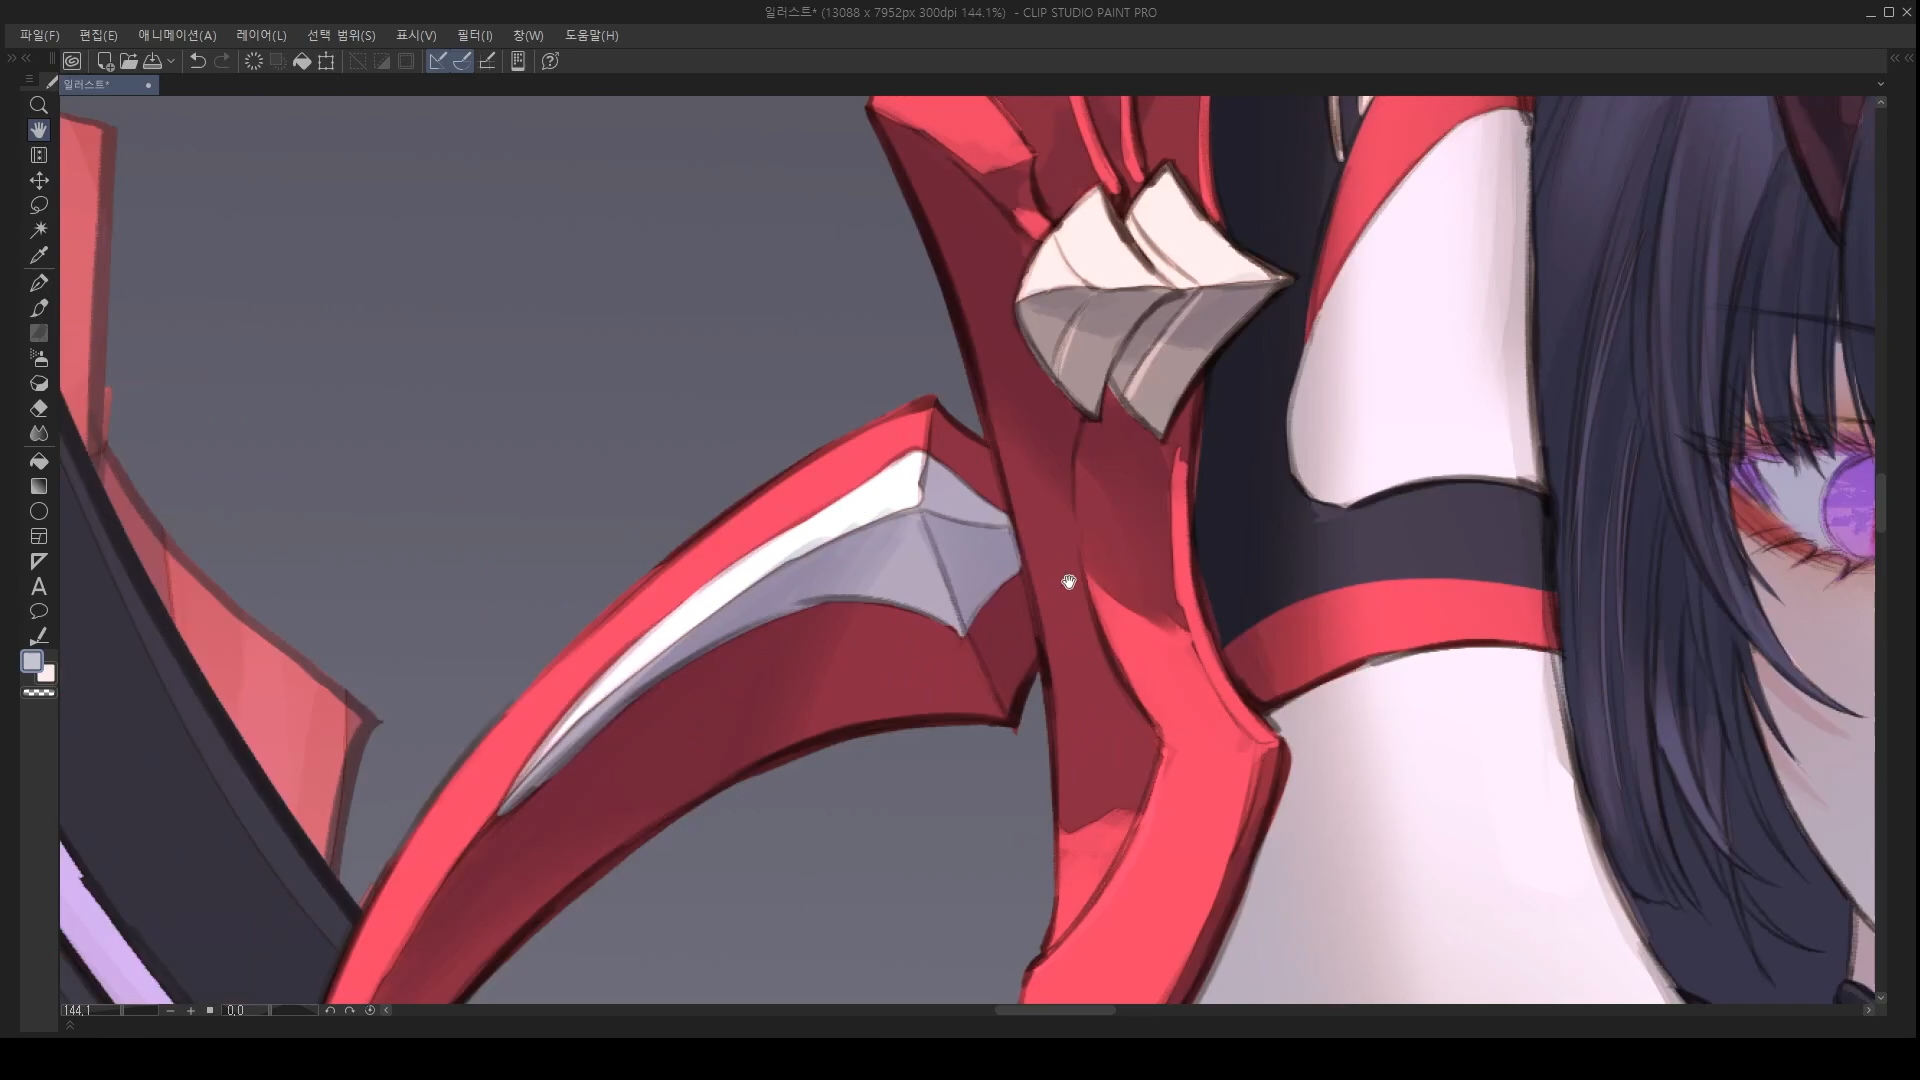 일러스트* (13088 x 7952px 300dpi 144.1%) - CLIP STUDIO PAINT PRO
파일(F) 편집(E) 애니메이션(A) 레이어(L) 선택 범위(S) 표시(V) 필터(I) 창(W) 도움말(H)
일러스트*
144.1 0.0